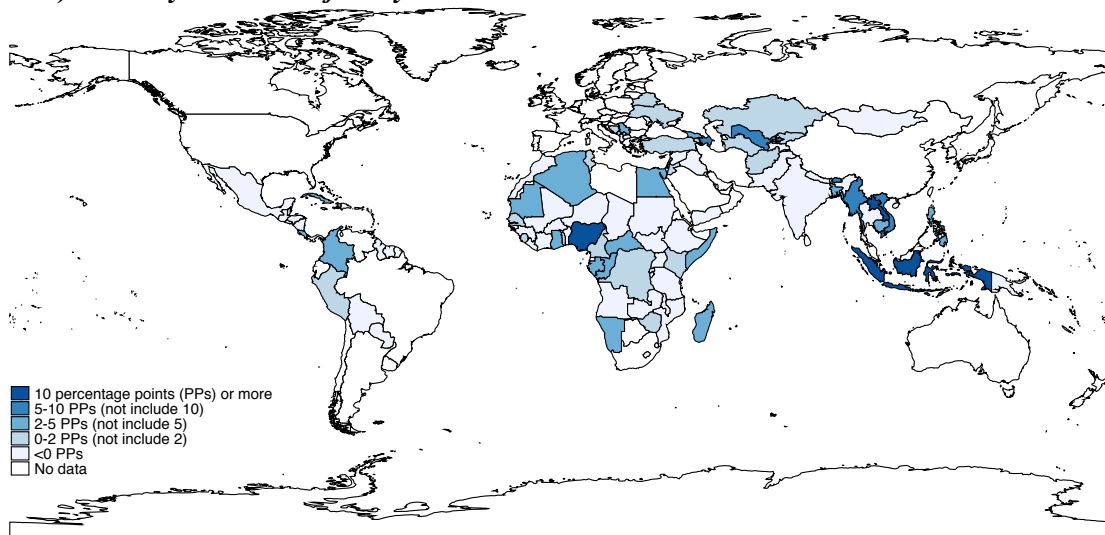 10 percentage points (PPs) or more
5-10 PPs (not include 10)
2-5 PPs (not include 5)
0-2 PPs (not include 2)
<0 PPs
No data